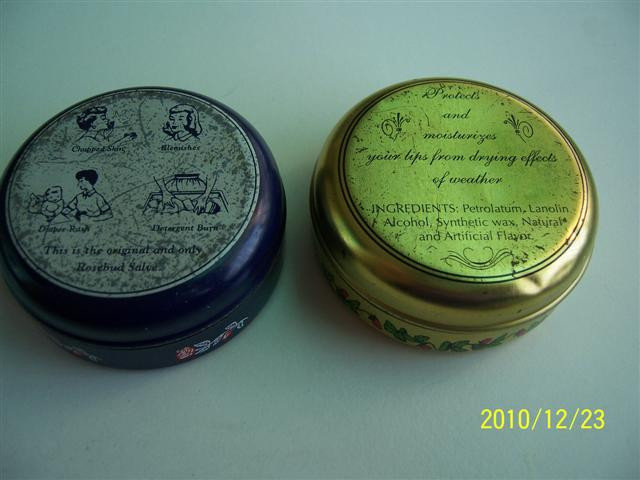 Chapped Skin
Blemishes
Diaper Rash
Detergent Burn
This is the original and only
Rosebud Salve.
Protects
and
moisturizes
your lips from drying effects
of weather
INGREDIENTS: Petrolatum, Lanolin
Alcohol, Synthetic wax, Natural
and Artificial Flavor.
2010/12/23